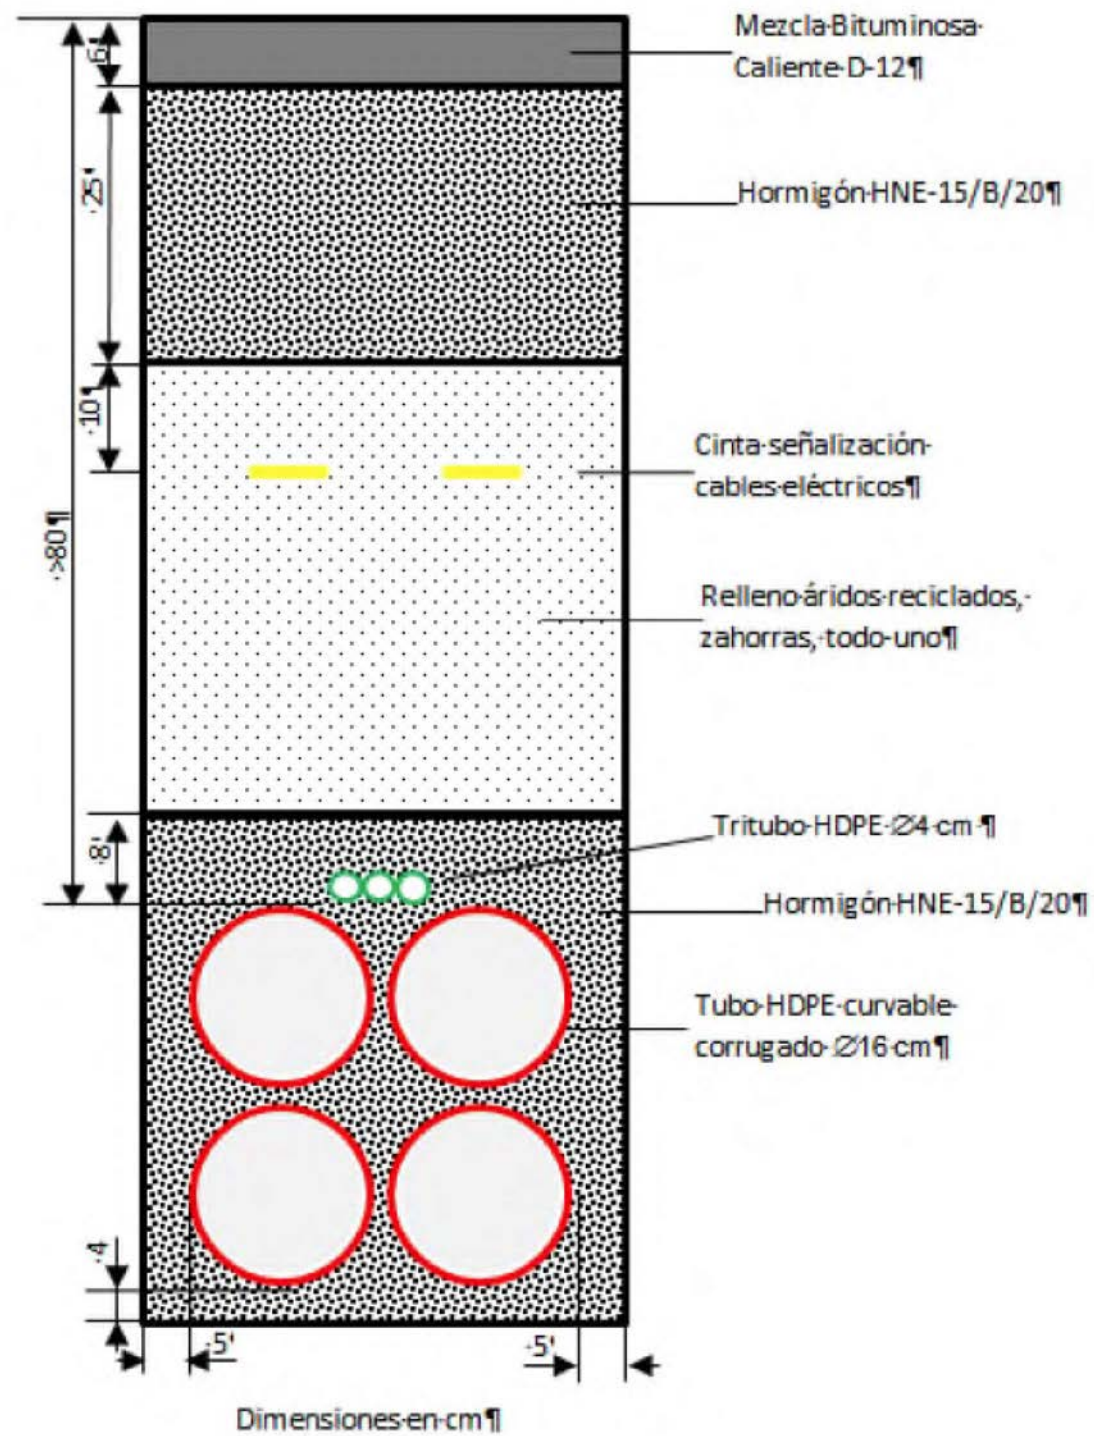 Mezcla·Bituminosa·
Caliente·D-12¶
6'
·25'
Hormigón·HNE-15/B/20¶
·10¶
Cinta·señalización·
cables·eléctricos¶
·>80¶
Relleno·áridos·reciclados,·
zahorras,·todo·uno¶
Tritubo·HDPE·∅4·cm·¶
·8'
Hormigón·HNE-15/B/20¶
Tubo·HDPE·curvable·
corrugado·∅16·cm¶
·4
·5'
·5'
Dimensiones·en·cm¶